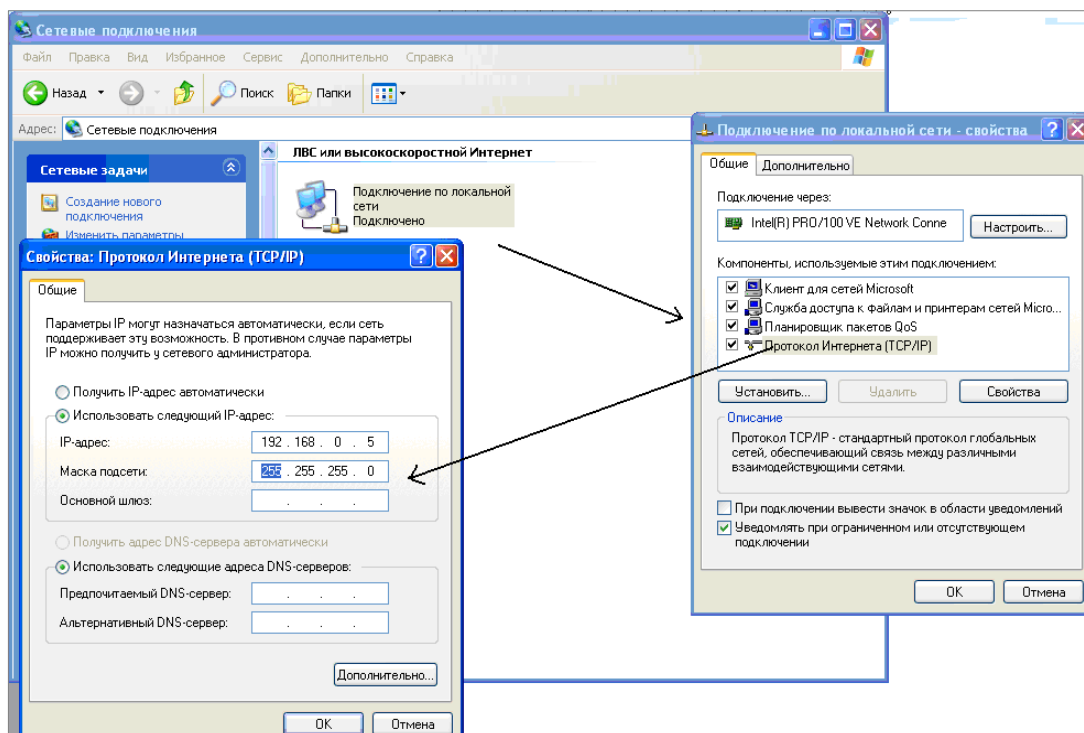 Сетевые подключения
Файл Правка Вид Избранное Сервис Дополнительно Справка
Назад Поиск Папки
Адрес: Сетевые подключения
Сетевые задачи
Создание нового
подключения
Изменить параметры
ЛВС или высокоскоростной Интернет
Подключение по локальной
сети
Подключено
Подключение по локальной сети - свойства
Общие Дополнительно
Подключение через:
Intel(R) PRO/100 VE Network Conne Настроить...
Компоненты, используемые этим подключением:
Клиент для сетей Microsoft
Служба доступа к файлам и принтерам сетей Micro...
Планировщик пакетов QoS
Протокол Интернета (TCP/IP)
Установить... Удалить Свойства
Описание
Протокол TCP/IP - стандартный протокол глобальных
сетей, обеспечивающий связь между различными
взаимодействующими сетями.
При подключении вывести значок в области уведомлений
Уведомлять при ограниченном или отсутствующем
подключении
OK Отмена
Свойства: Протокол Интернета (TCP/IP)
Общие
Параметры IP могут назначаться автоматически, если сеть
поддерживает эту возможность. В противном случае параметры
IP можно получить у сетевого администратора.
Получить IP-адрес автоматически
Использовать следующий IP-адрес:
IP-адрес: 192 . 168 . 0 . 5
Маска подсети: 255 . 255 . 255 . 0
Основной шлюз: . . .
Получить адрес DNS-сервера автоматически
Использовать следующие адреса DNS-серверов:
Предпочитаемый DNS-сервер: . . .
Альтернативный DNS-сервер: . . .
Дополнительно...
OK Отмена